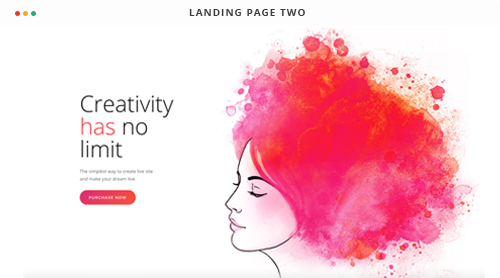 LANDING PAGE TWO
Creativity
has no
limit
The simplest way to create live site
and make your dream live.
PURCHASE NOW